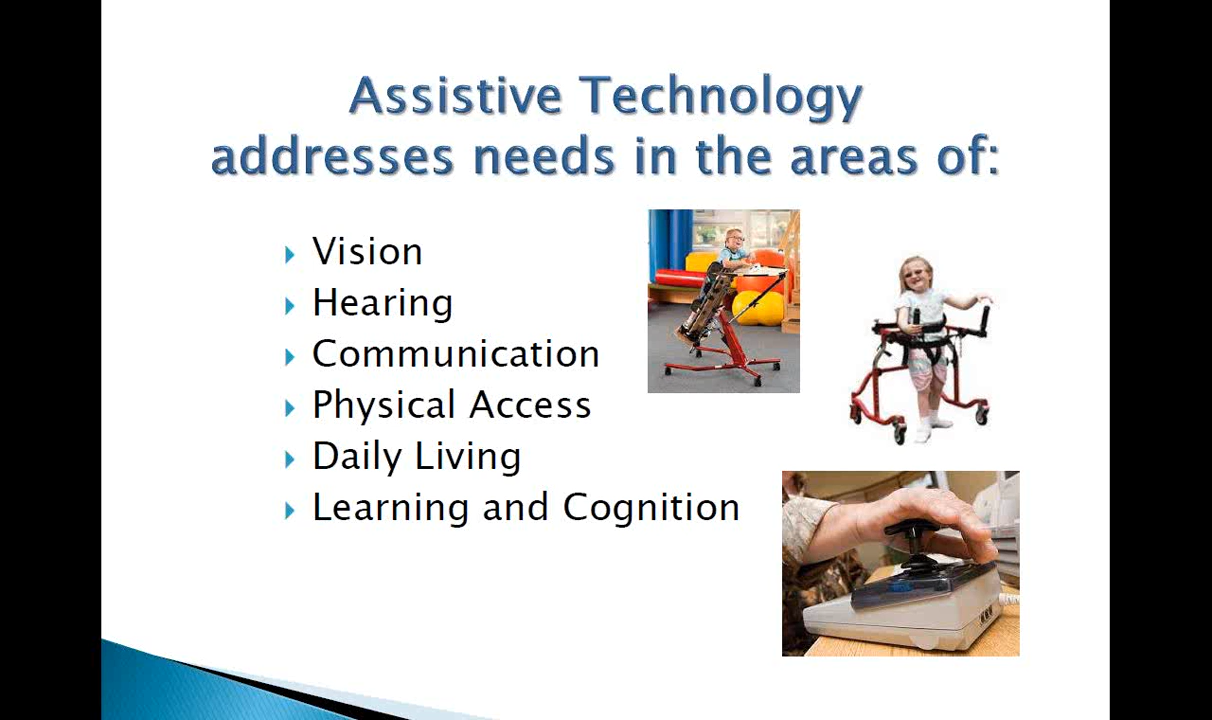 Assistive Technology
addresses needs in the areas of:
Vision
Hearing
Communication
Physical Access
Daily Living
Learning and Cognition